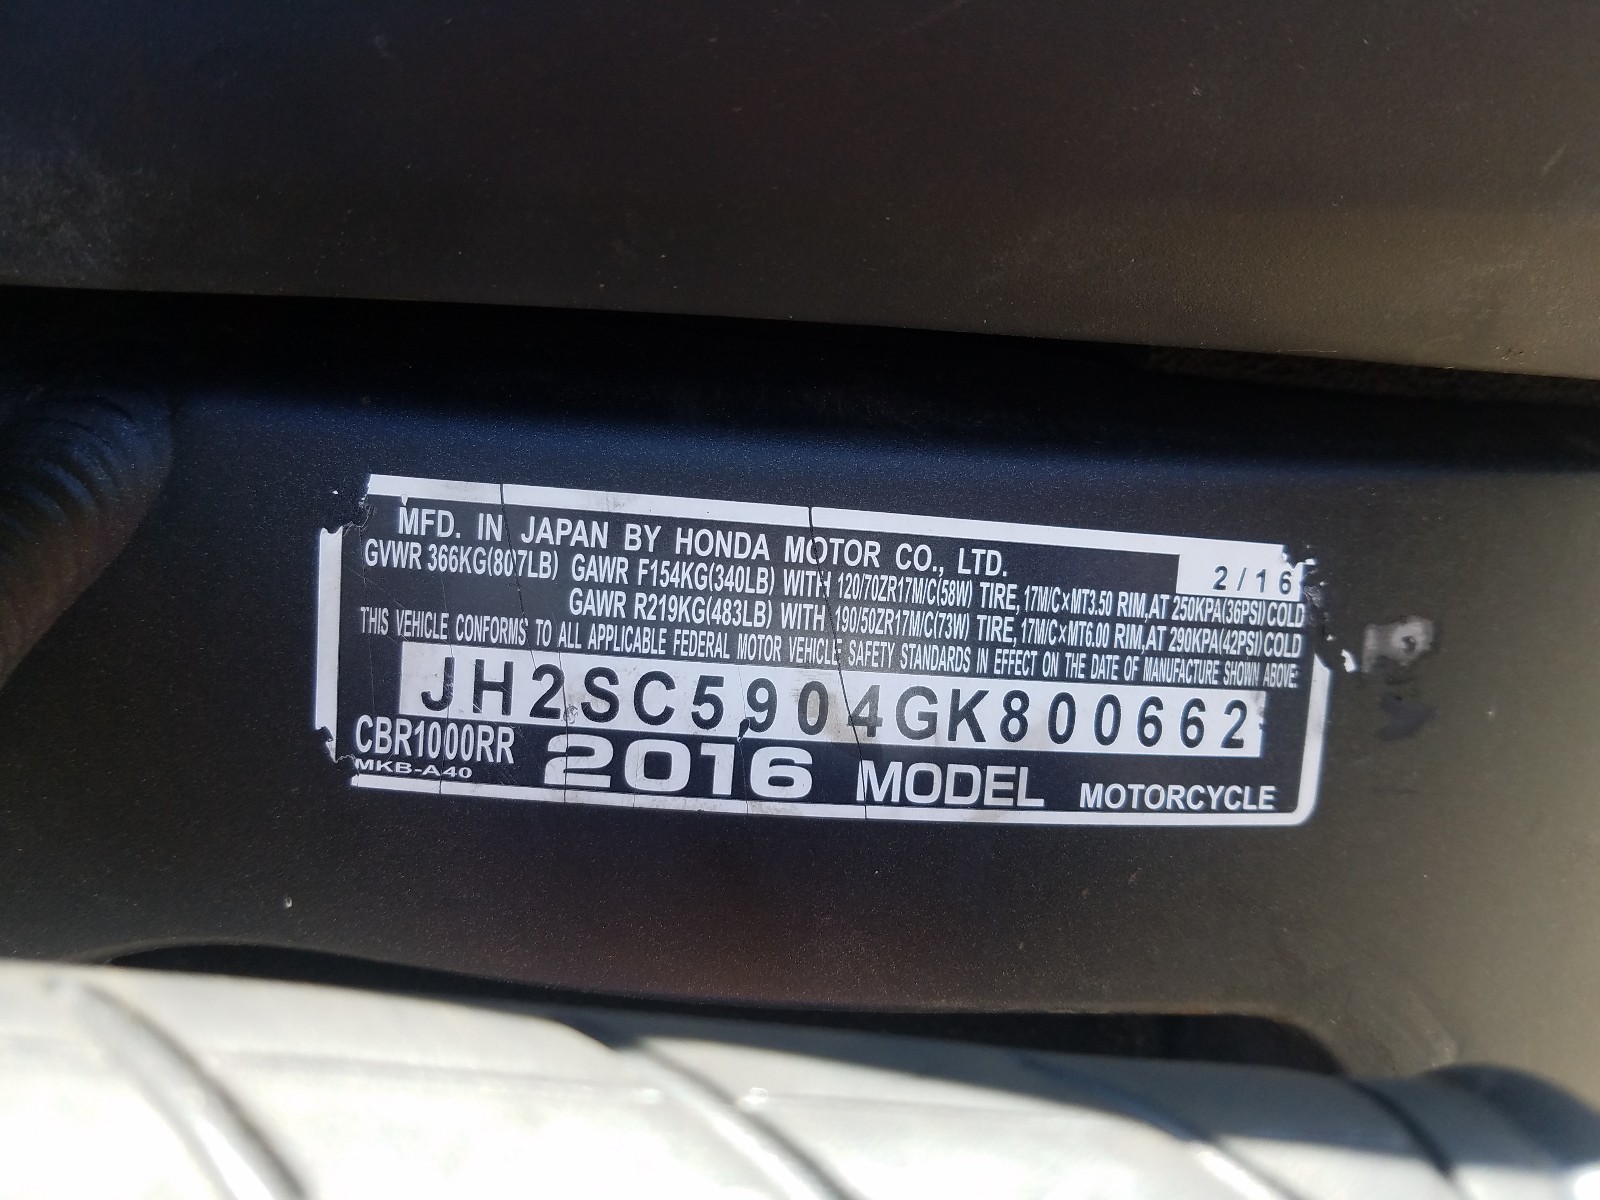 MFD. IN JAPAN BY HONDA MOTOR CO., LTD.
2/16
GVWR 366KG(807LB) GAWR F154KG(340LB) WITH 120/70ZR17M/C(58W) TIRE, 17M/C×MT3.50 RIM,AT 250KPA(36PSI)COLD
GAWR R219KG(483LB) WITH 190/50ZR17M/C(73W) TIRE, 17M/C×MT6.00 RIM,AT 290KPA(42PSI)COLD
THIS VEHICLE CONFORMS TO ALL APPLICABLE FEDERAL MOTOR VEHICLE SAFETY STANDARDS IN EFFECT ON THE DATE OF MANUFACTURE SHOWN ABOVE.
JH2SC5904GK800662
CBR1000RR 2016 MODEL MOTORCYCLE
MKB-A40